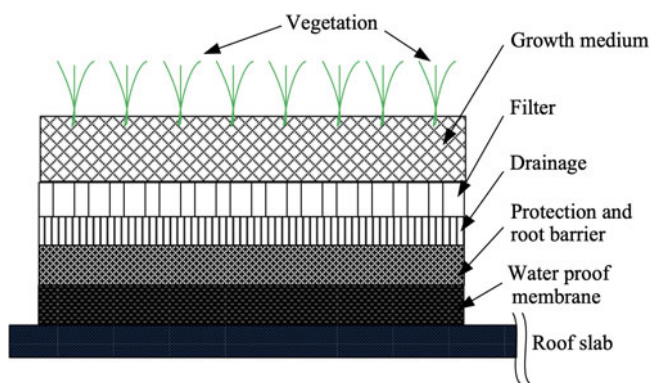 Vegetation
Growth medium
Filter
Drainage
Protection and
root barrier
Water proof
membrane
Roof slab